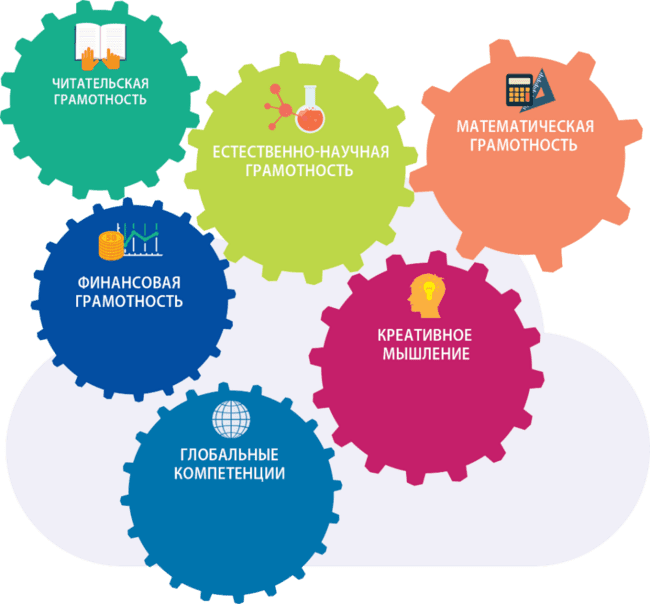 ЧИТАТЕЛЬСКАЯ
ГРАМОТНОСТЬ
ЕСТЕСТВЕННО-НАУЧНАЯ
ГРАМОТНОСТЬ
МАТЕМАТИЧЕСКАЯ
ГРАМОТНОСТЬ
ФИНАНСОВАЯ
ГРАМОТНОСТЬ
КРЕАТИВНОЕ
МЫШЛЕНИЕ
ГЛОБАЛЬНЫЕ
КОМПЕТЕНЦИИ